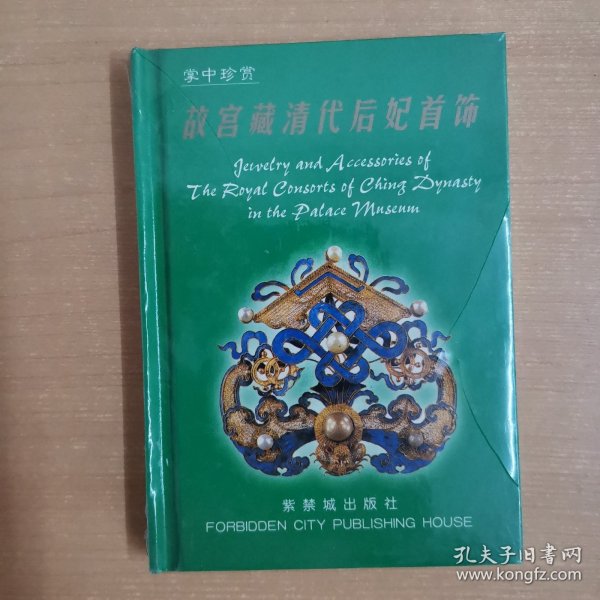 掌中珍赏
故宫藏清代后妃首饰
Jewelry and Accessories of
The Royal Consorts of Ching Dynasty
in the Palace Museum
紫禁城出版社
FORBIDDEN CITY PUBLISHING HOUSE
孔夫子旧书网
www.kongfz.com